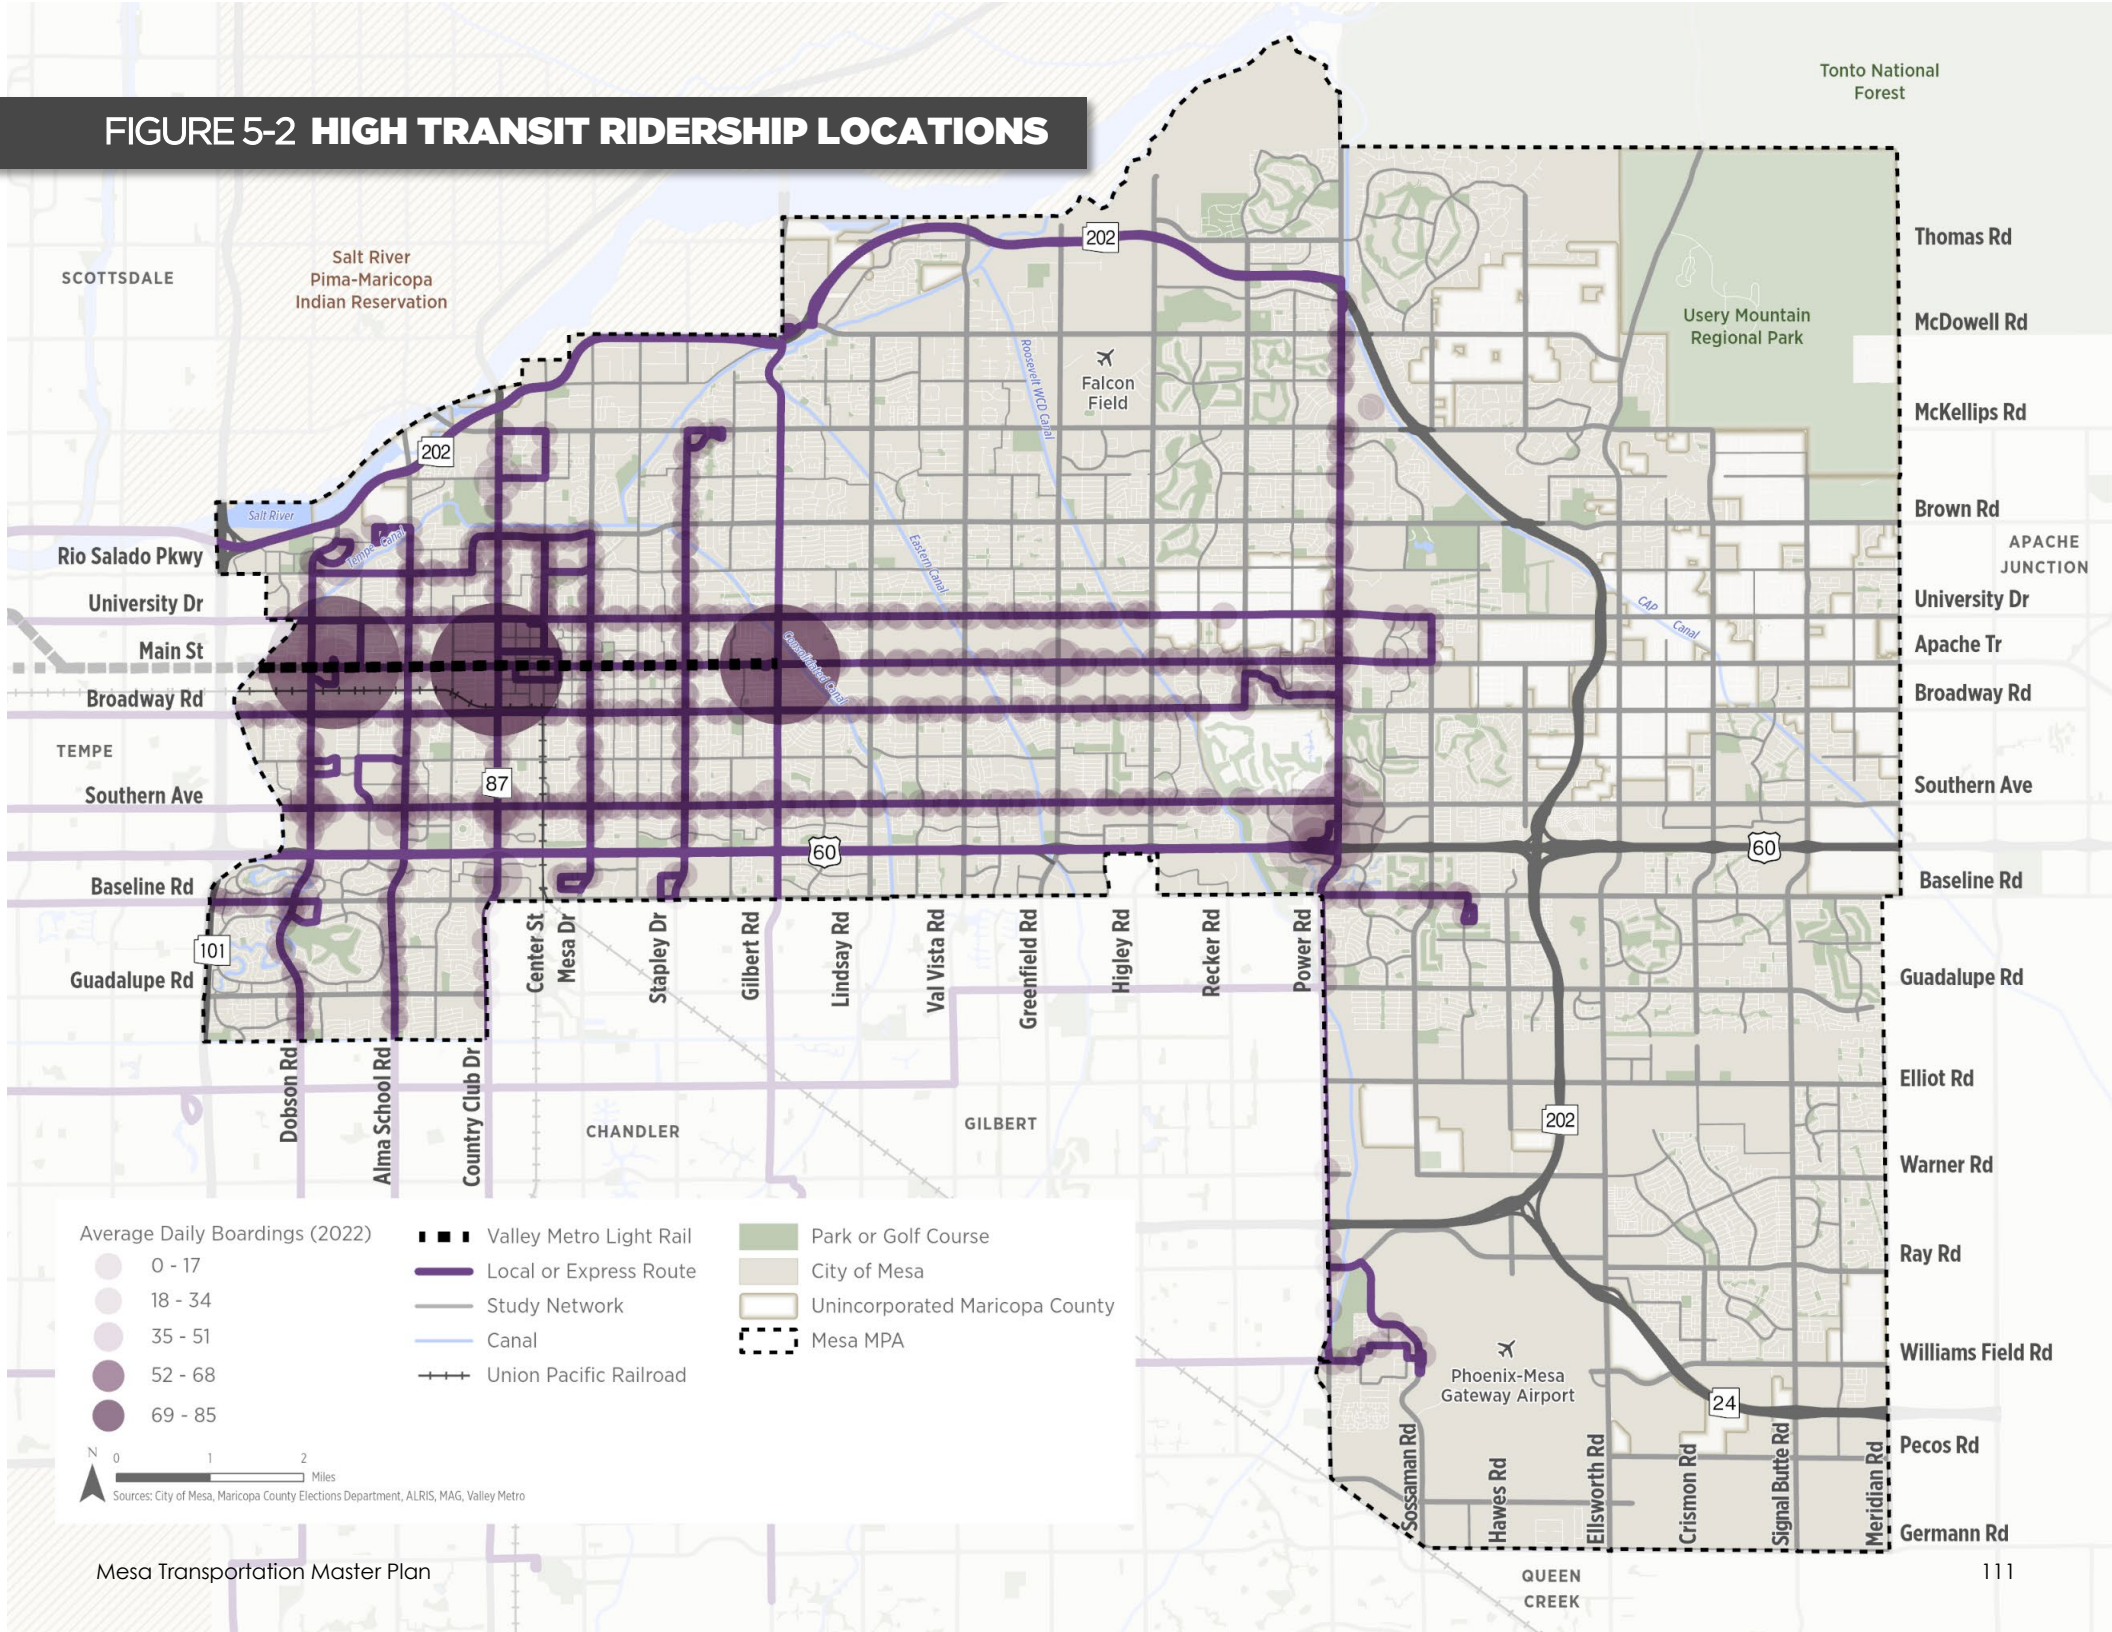 FIGURE 5-2 HIGH TRANSIT RIDERSHIP LOCATIONS
Tonto National
Forest
SCOTTSDALE
Salt River
Pima-Maricopa
Indian Reservation
202
Thomas Rd
Usery Mountain
Regional Park
McDowell Rd
Roosevelt WCD Canal
Falcon
Field
McKellips Rd
202
Salt River
Brown Rd
Tempe Canal
Rio Salado Pkwy
Eastern Canal
APACHE
JUNCTION
University Dr
University Dr
CAP
Canal
Main St
Consolidated Canal
Apache Tr
Broadway Rd
Broadway Rd
TEMPE
87
Southern Ave
Southern Ave
60
60
Baseline Rd
Baseline Rd
101
Guadalupe Rd
Guadalupe Rd
Center St
Mesa Dr
Stapley Dr
Gilbert Rd
Lindsay Rd
Val Vista Rd
Greenfield Rd
Higley Rd
Recker Rd
Power Rd
Dobson Rd
Alma School Rd
Country Club Dr
Elliot Rd
CHANDLER
GILBERT
202
Warner Rd
Ray Rd
Williams Field Rd
Phoenix-Mesa
Gateway Airport
24
Pecos Rd
Sossaman Rd
Hawes Rd
Ellsworth Rd
Crismon Rd
Signal Butte Rd
Meridian Rd
Germann Rd
QUEEN
CREEK
Average Daily Boardings (2022)
0 - 17
18 - 34
35 - 51
52 - 68
69 - 85
Valley Metro Light Rail
Local or Express Route
Study Network
Canal
Union Pacific Railroad
Park or Golf Course
City of Mesa
Unincorporated Maricopa County
Mesa MPA
N
0 1 2
Miles
Sources: City of Mesa, Maricopa County Elections Department, ALRIS, MAG, Valley Metro
Mesa Transportation Master Plan
111